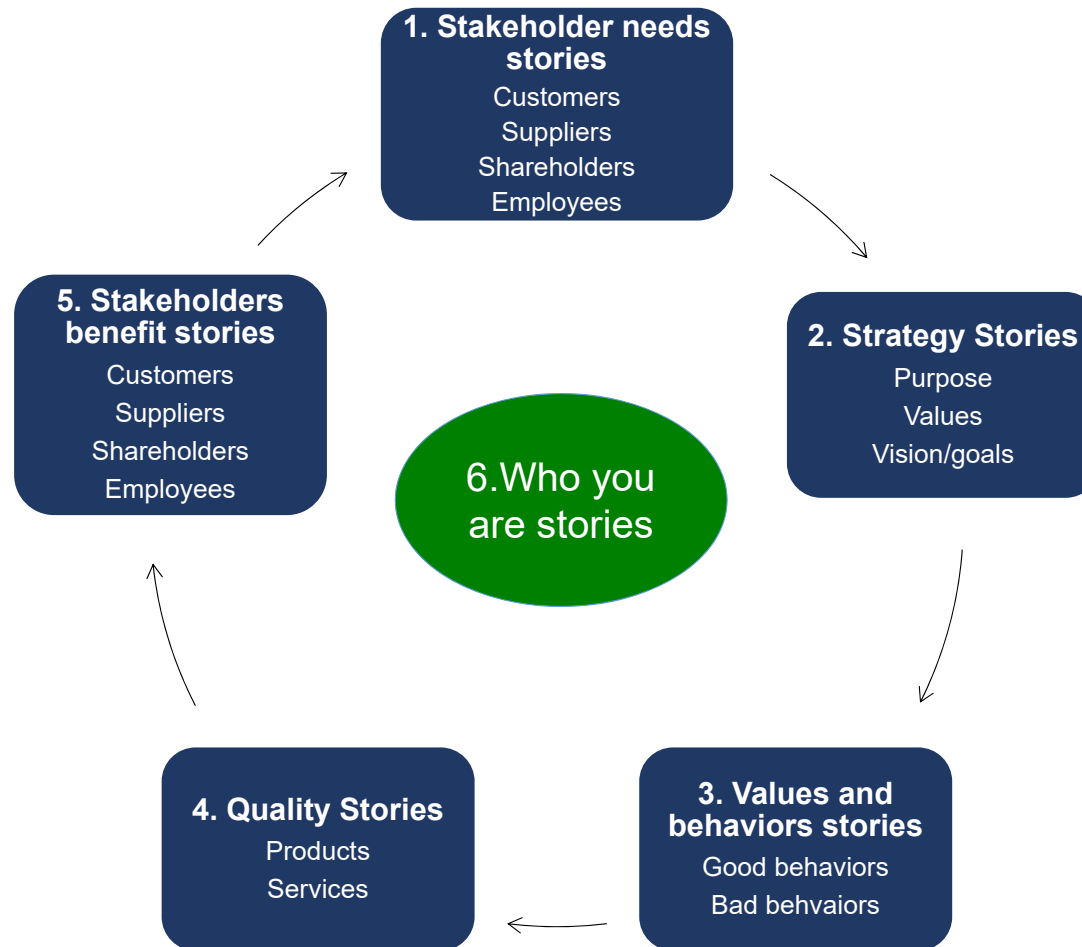 1. Stakeholder needs
stories
Customers
Suppliers
Shareholders
Employees
2. Strategy Stories
Purpose
Values
Vision/goals
3. Values and
behaviors stories
Good behaviors
Bad behvaiors
4. Quality Stories
Products
Services
5. Stakeholders
benefit stories
Customers
Suppliers
Shareholders
Employees
6.Who you
are stories